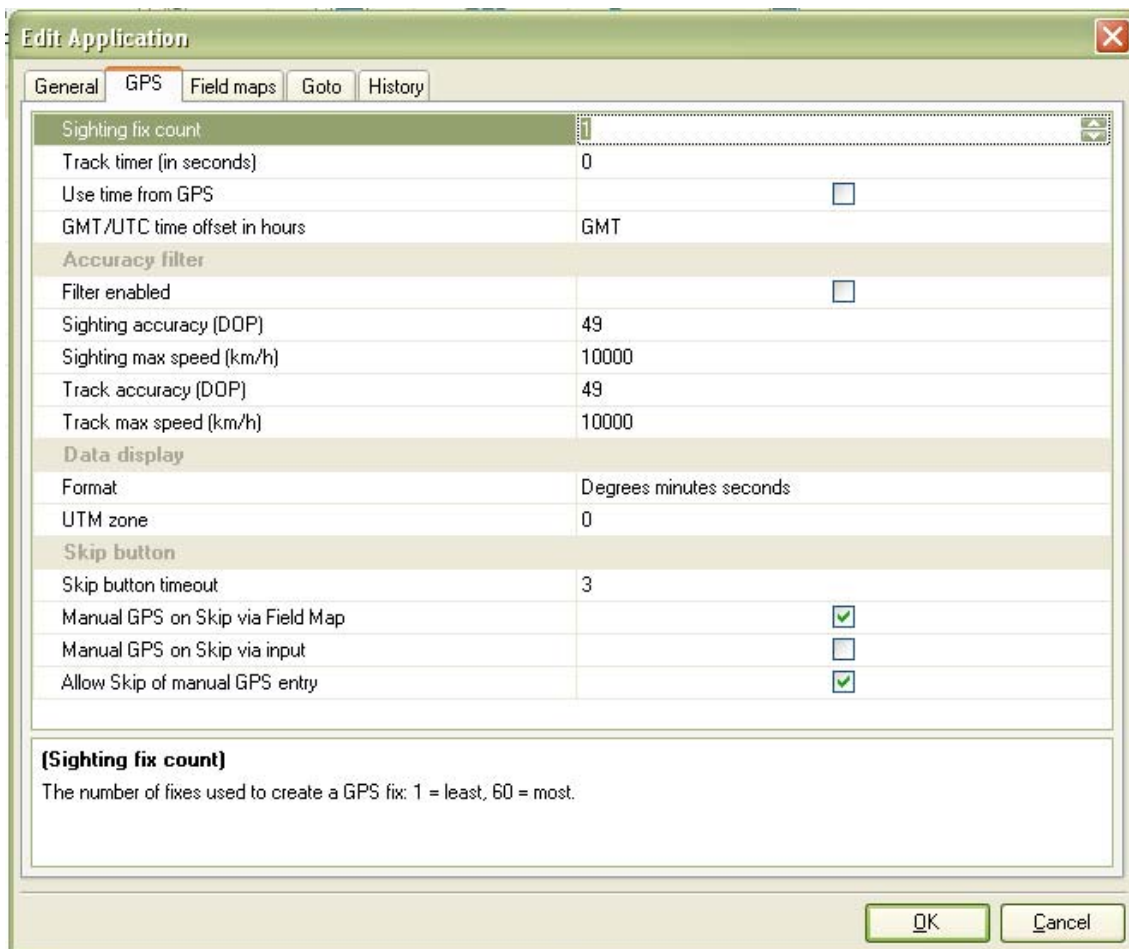 Edit Application
General GPS Field maps Goto History
Sighting fix count 1
Track timer (in seconds) 0
Use time from GPS
GMT/UTC time offset in hours GMT
Accuracy filter
Filter enabled
Sighting accuracy (DOP) 49
Sighting max speed (km/h) 10000
Track accuracy (DOP) 49
Track max speed (km/h) 10000
Data display
Format Degrees minutes seconds
UTM zone 0
Skip button
Skip button timeout 3
Manual GPS on Skip via Field Map
Manual GPS on Skip via input
Allow Skip of manual GPS entry
(Sighting fix count)
The number of fixes used to create a GPS fix: 1 = least, 60 = most.
OK Cancel